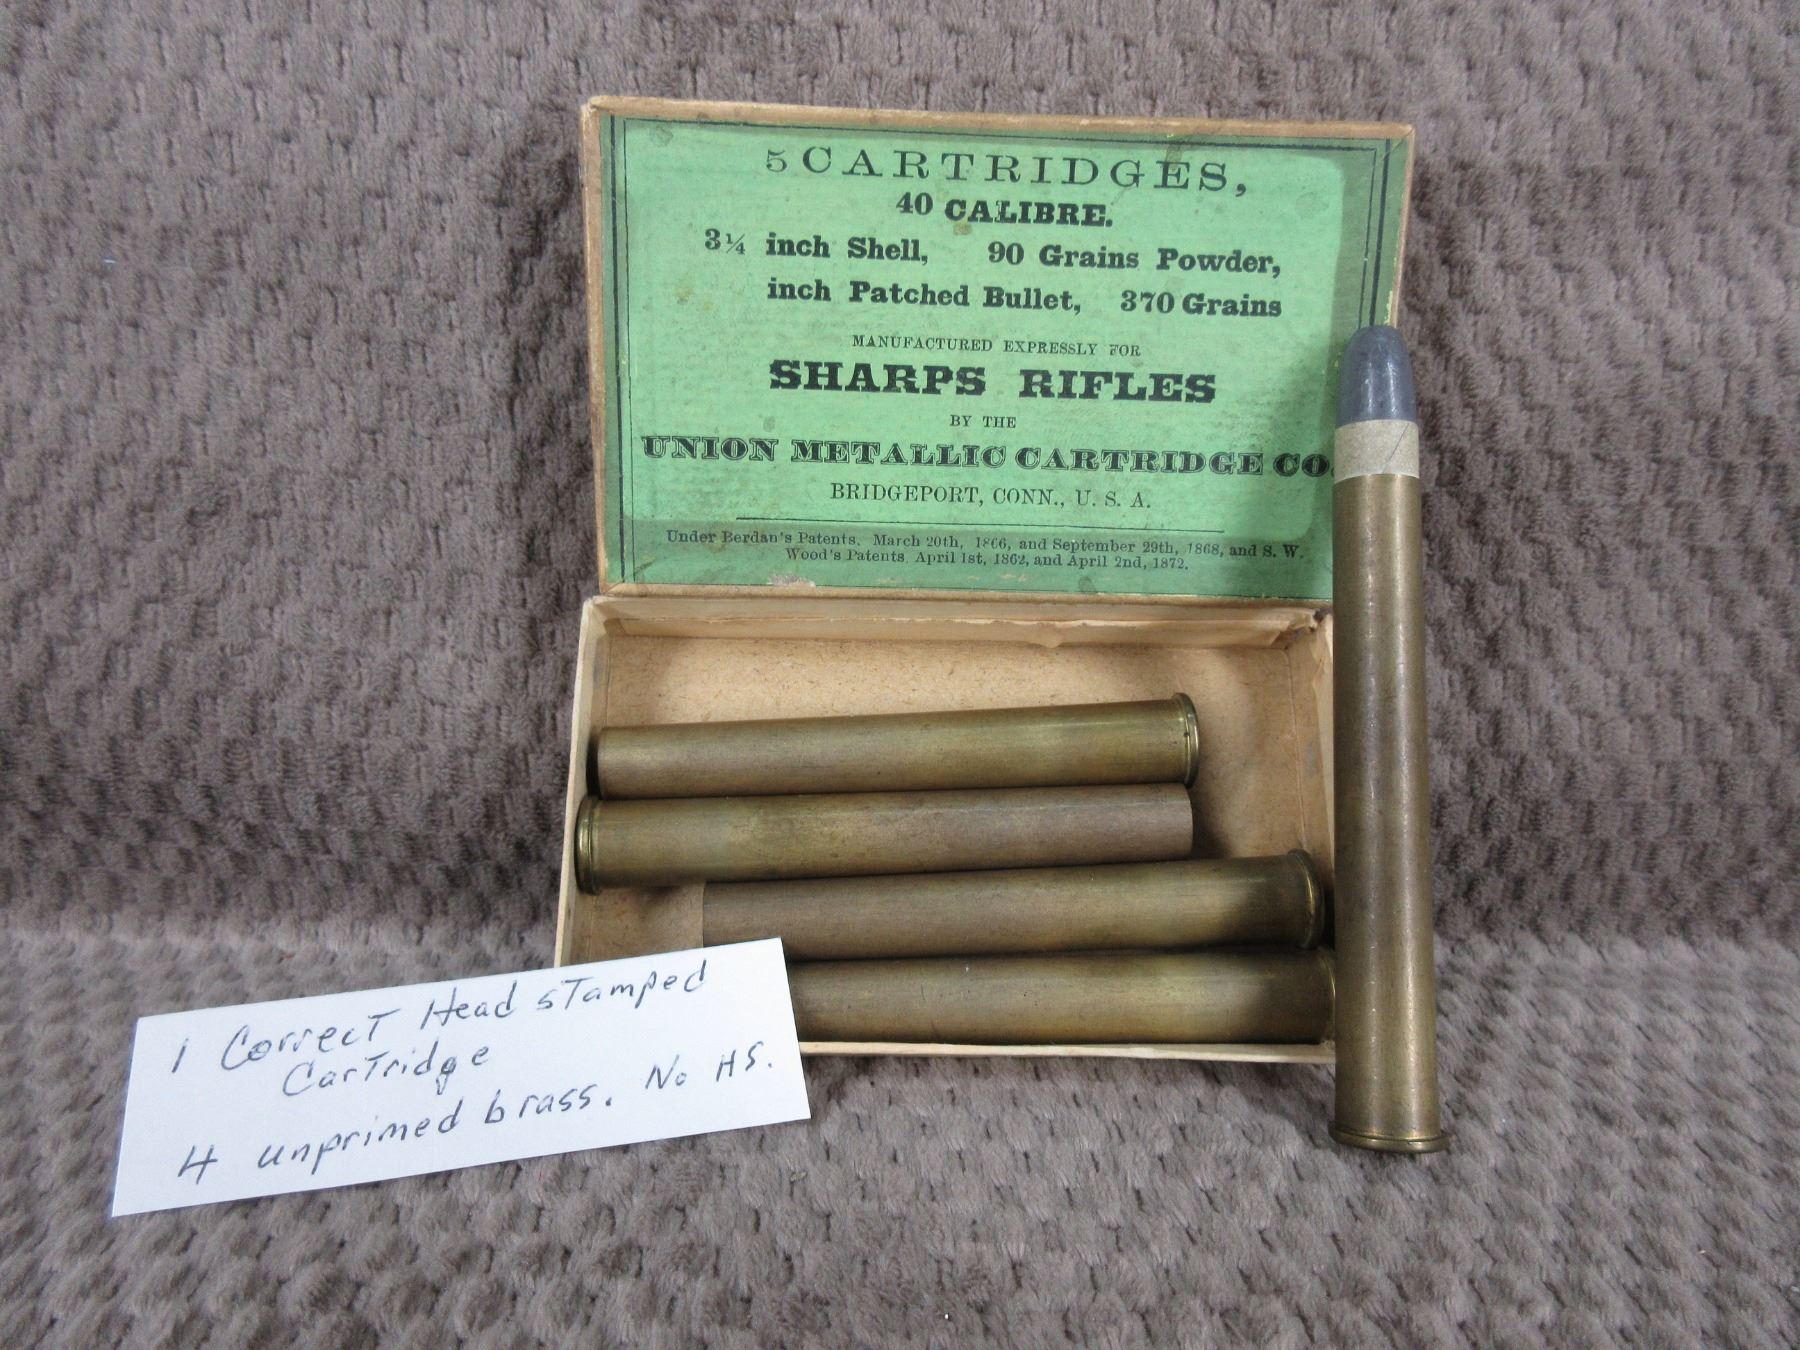 5 CARTRIDGES,
40 CALIBRE.
3¼ inch Shell, 90 Grains Powder,
inch Patched Bullet, 370 Grains
MANUFACTURED EXPRESSLY FOR
SHARPS RIFLES
BY THE
UNION METALLIC CARTRIDGE CO.
BRIDGEPORT, CONN., U. S. A.
Under Berdan's Patents, March 20th, 1866, and September 29th, 1868, and S. W.
Wood's Patents, April 1st, 1862, and April 2nd, 1872.
1 Correct Head stamped
Cartridge
4 unprimed brass. No HS.